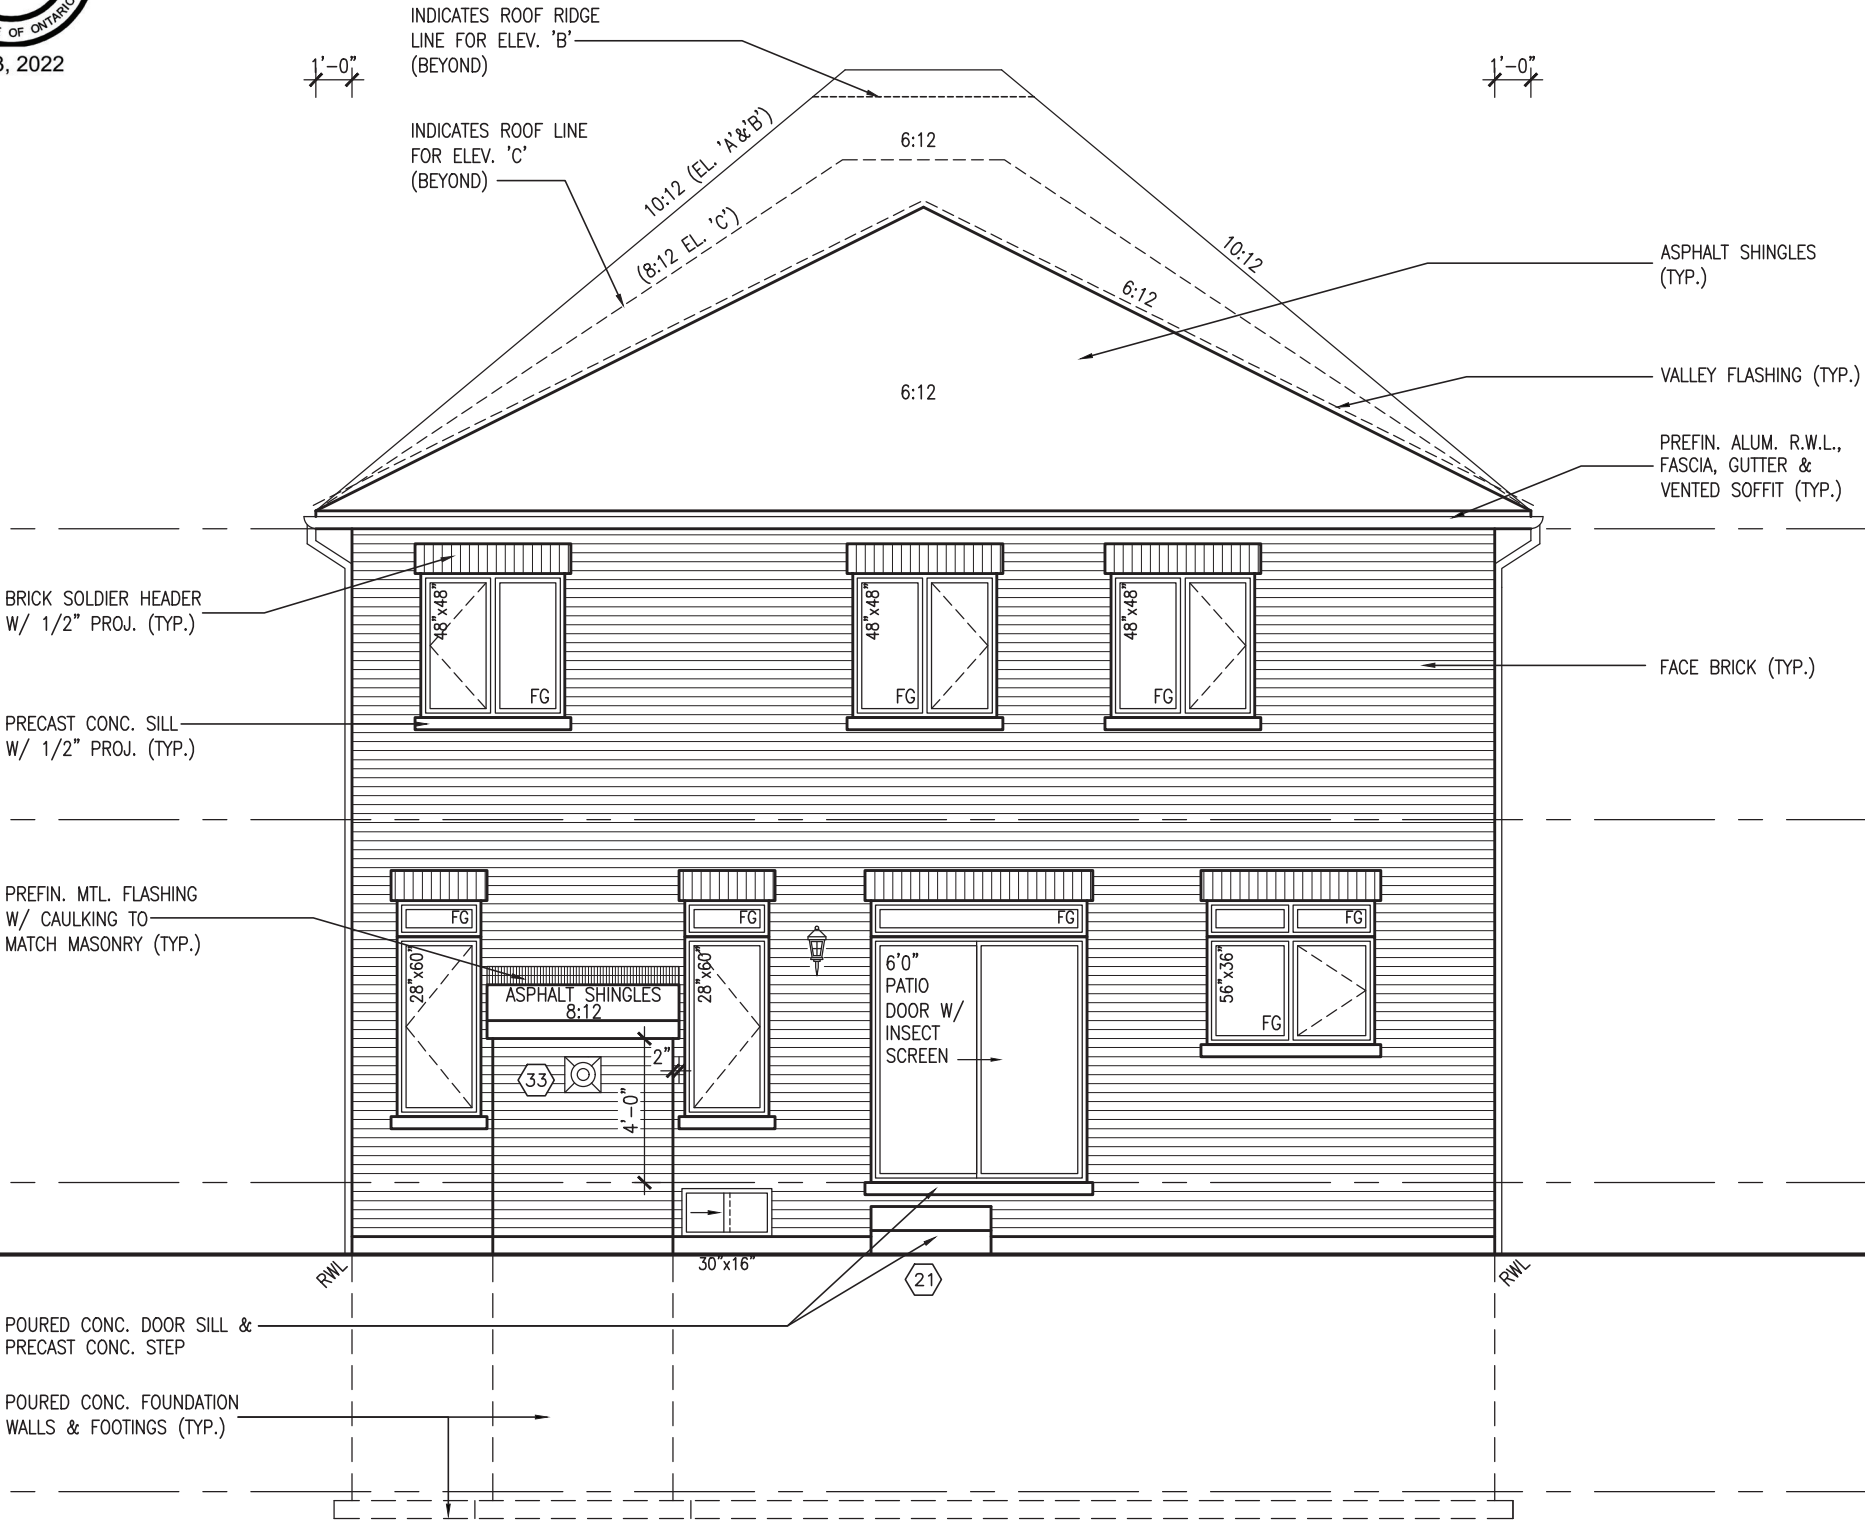 OF ONTARIO
3, 2022
INDICATES ROOF RIDGE
LINE FOR ELEV. 'B'
(BEYOND)
1'-0"
1'-0"
INDICATES ROOF LINE
FOR ELEV. 'C'
(BEYOND)
10:12 (EL. 'A'&'B')
6:12
(8:12 EL. 'C')
10:12
6:12
ASPHALT SHINGLES
(TYP.)
6:12
VALLEY FLASHING (TYP.)
PREFIN. ALUM. R.W.L.,
FASCIA, GUTTER &
VENTED SOFFIT (TYP.)
BRICK SOLDIER HEADER
W/ 1/2" PROJ. (TYP.)
48"x48"
FG
48"x48"
FG
48"x48"
FG
FACE BRICK (TYP.)
PRECAST CONC. SILL
W/ 1/2" PROJ. (TYP.)
PREFIN. MTL. FLASHING
W/ CAULKING TO
MATCH MASONRY (TYP.)
FG
28"x60"
FG
28"x60"
FG
FG
56"x36"
FG
ASPHALT SHINGLES
8:12
6'0"
PATIO
DOOR W/
INSECT
SCREEN
33
2"
4'-0"
30"x16"
21
RWL
RWL
POURED CONC. DOOR SILL &
PRECAST CONC. STEP
POURED CONC. FOUNDATION
WALLS & FOOTINGS (TYP.)